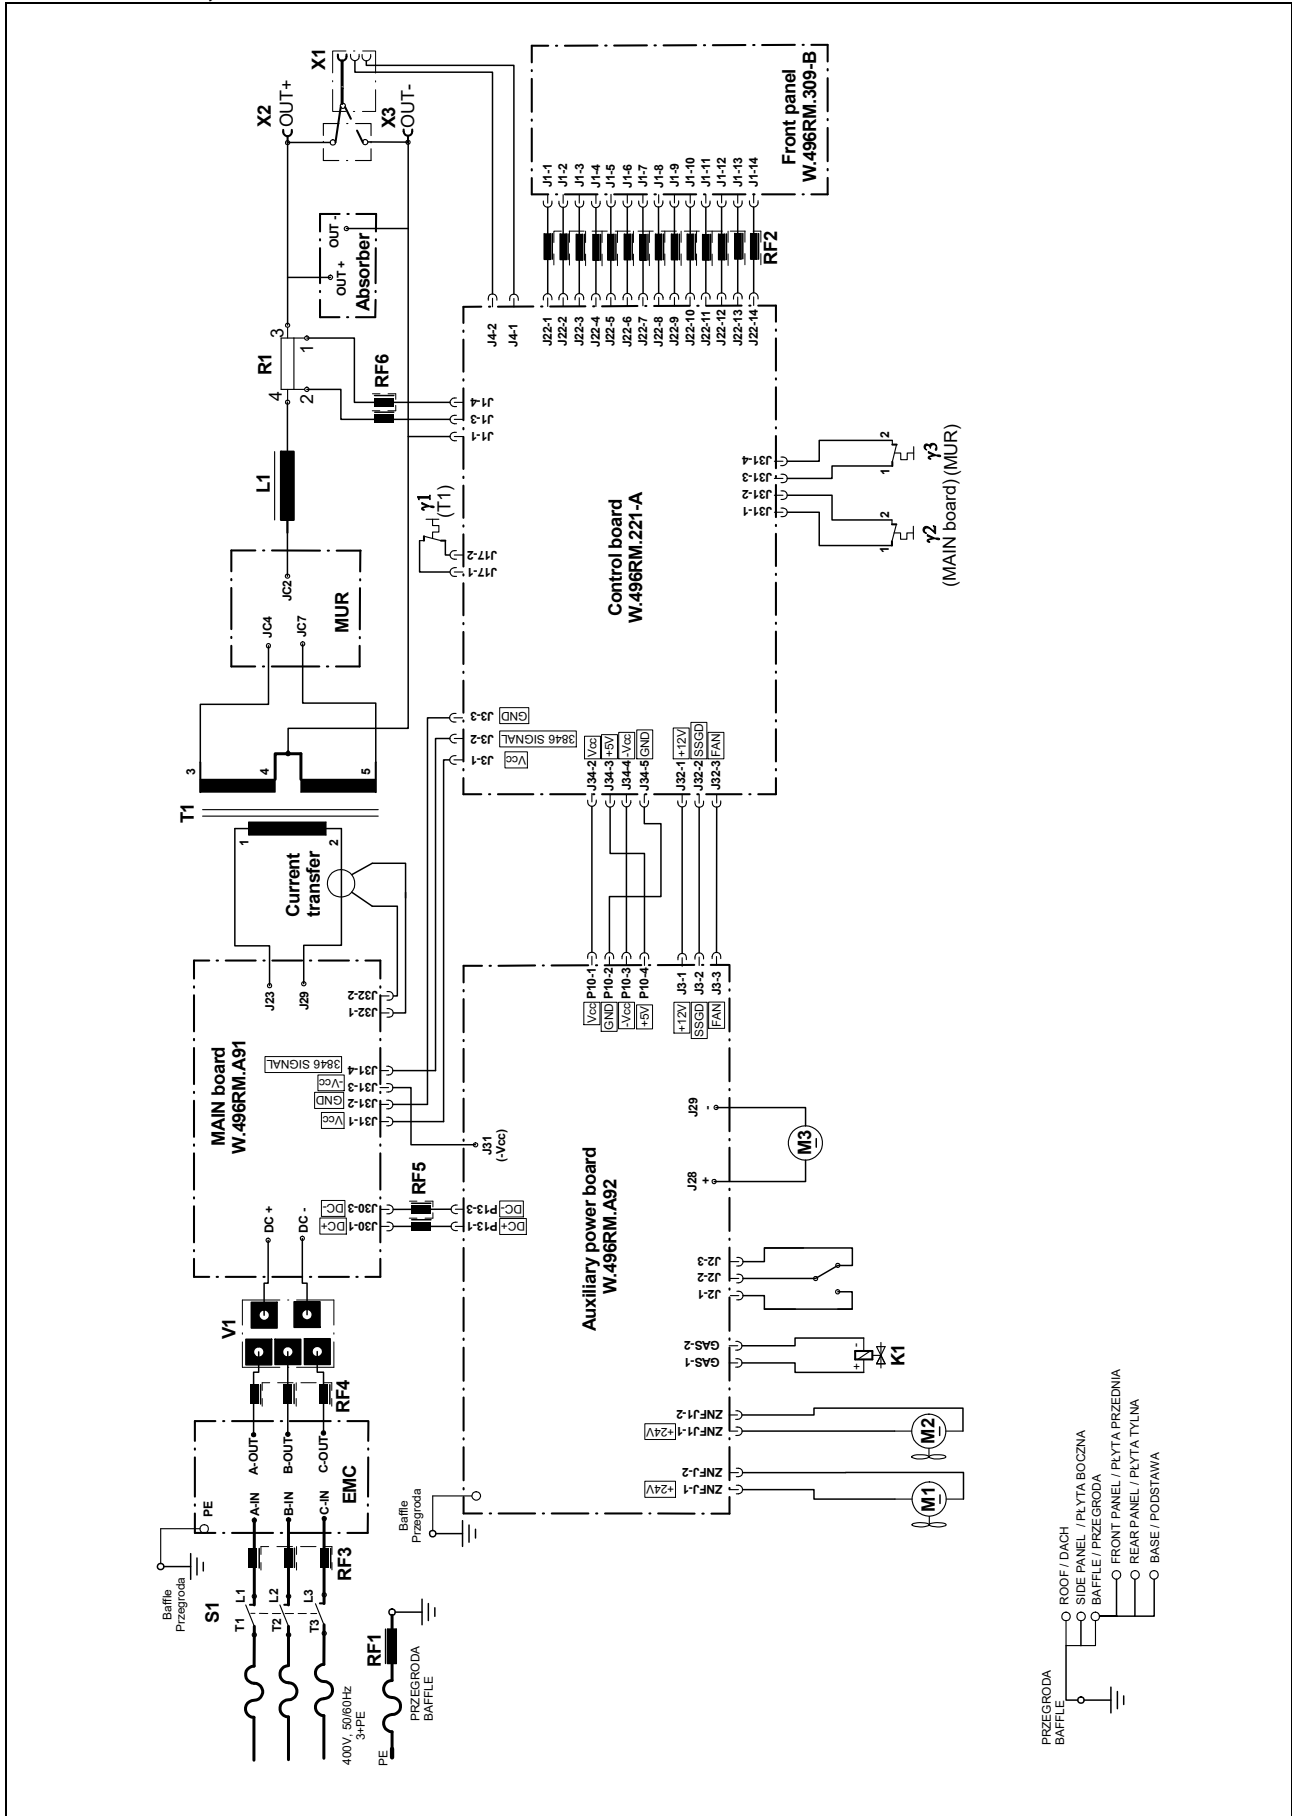 X1
X2
OUT+
X3
OUT-
Front panel
W.496RM.309-B
J1-1
J1-2
J1-3
J1-4
J1-5
J1-6
J1-7
J1-8
J1-9
J1-10
J1-11
J1-12
J1-13
J1-14
RF2
J22-1
J22-2
J22-3
J22-4
J22-5
J22-6
J22-7
J22-8
J22-9
J22-10
J22-11
J22-12
J22-13
J22-14
J4-2
J4-1
OUT +
OUT -
Absorber
R1
3
1
4
2
RF6
J1-4
J1-3
J1-1
L1
γ1
(T1)
J17-2
J17-1
JC2
JC4
JC7
MUR
Control board
W.496RM.221-A
J31-4
J31-3
J31-2
J31-1
2
1
γ3
(MUR)
2
1
γ2
(MAIN board)
J3-3
GND
J3-2
3846 SIGNAL
J3-1
Vcc
J34-2
Vcc
J34-3
+5V
J34-4
-Vcc
J34-5
GND
J32-1
+12V
J32-2
SSGD
J32-3
FAN
T1
3
4
5
1
2
Current
transfer
J23
J29
J32-2
J32-1
MAIN board
W.496RM.A91
3846 SIGNAL
J31-4
-Vcc
J31-3
GND
J31-2
Vcc
J31-1
DC +
DC -
DC-
J30-3
DC+
J30-1
RF5
P13-3
DC-
P13-1
DC+
J31
(-Vcc)
P10-1
Vcc
P10-2
GND
P10-3
-Vcc
P10-4
+5V
J3-1
+12V
J3-2
SSGD
J3-3
FAN
Auxiliary power board
W.496RM.A92
J29
-
J28
+
M3
J2-3
J2-2
J2-1
GAS-2
GAS-1
-
+
K1
ZNFJ1-2
ZNFJ1-1
+24V
ZNFJ-2
ZNFJ-1
+24V
M2
M1
V1
RF4
A-OUT
B-OUT
C-OUT
EMC
A-IN
B-IN
C-IN
PE
Baffle
Przegroda
Baffle
Przegroda
RF3
S1
L1
L2
L3
T1
T2
T3
400V, 50/60Hz
3+PE
RF1
PRZEGRODA
BAFFLE
PE
PRZEGRODA
BAFFLE
ROOF / DACH
SIDE PANEL / PŁYTA BOCZNA
BAFFLE / PRZEGRODA
FRONT PANEL / PŁYTA PRZEDNIA
REAR PANEL / PŁYTA TYLNA
BASE / PODSTAWA